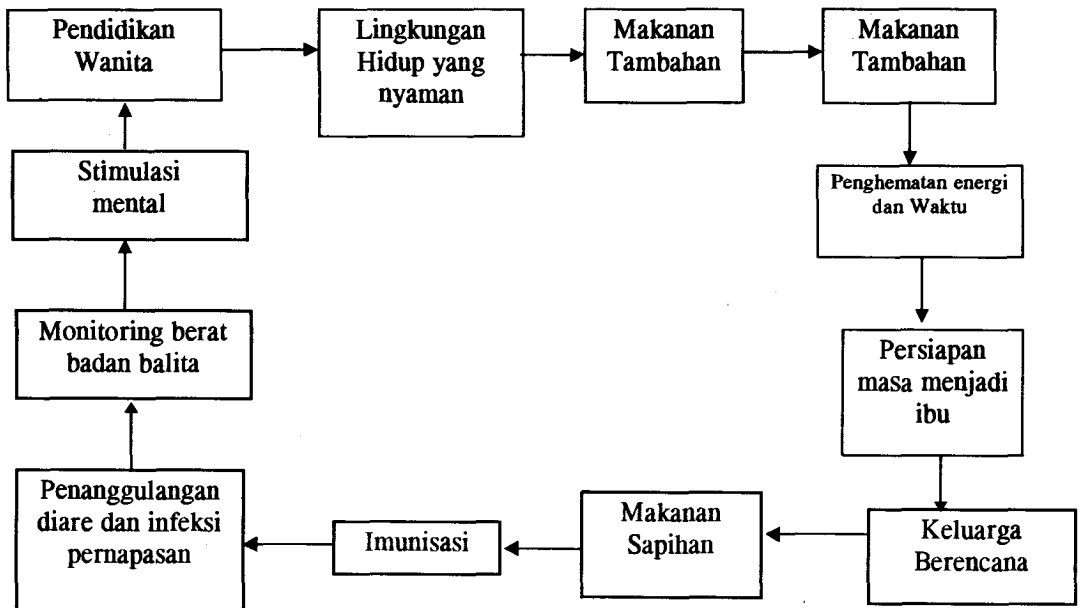 Pendidikan
Wanita
Lingkungan
Hidup yang
nyaman
Makanan
Tambahan
Makanan
Tambahan
Penghematan energi
dan Waktu
Persiapan
masa menjadi
ibu
Keluarga
Berencana
Makanan
Sapihan
Imunisasi
Penanggulangan
diare dan infeksi
pernapasan
Monitoring berat
badan balita
Stimulasi
mental